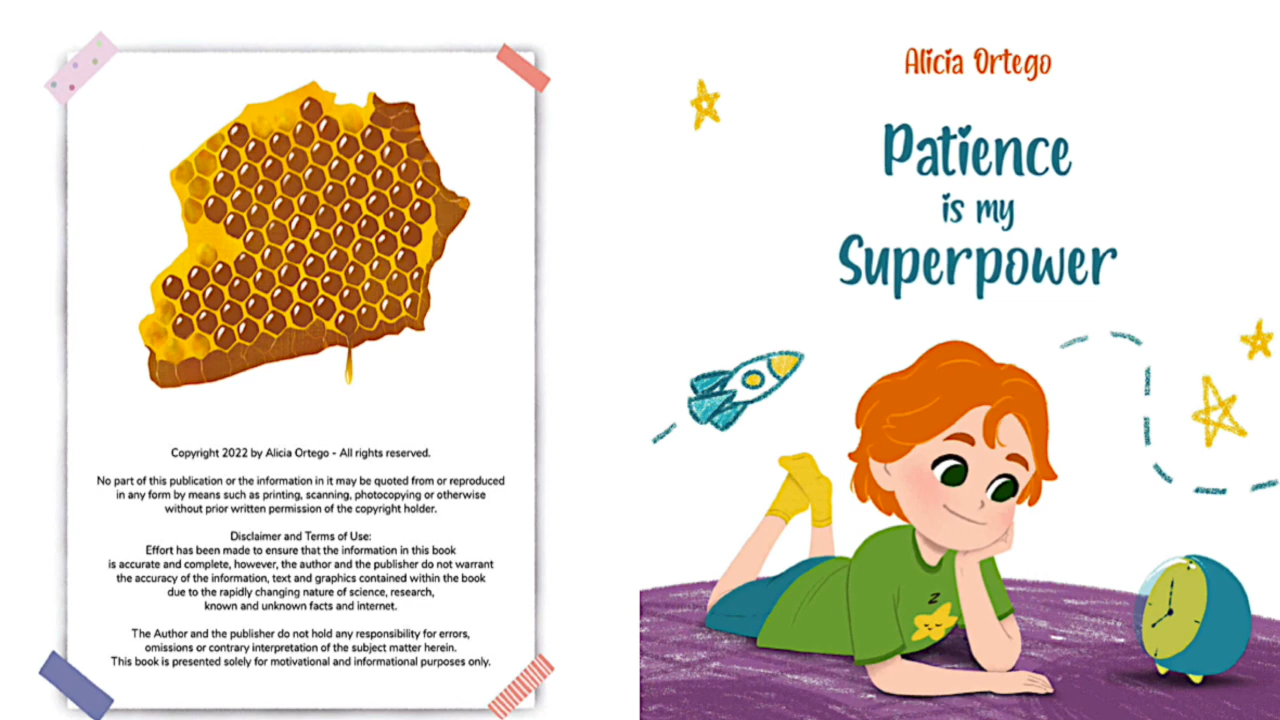 Copyright 2022 by Alicia Ortego - All rights reserved.
No part of this publication or the information in it may be quoted from or reproduced
in any form by means such as printing, scanning, photocopying or otherwise
without prior written permission of the copyright holder.
Disclaimer and Terms of Use:
Effort has been made to ensure that the information in this book
is accurate and complete, however, the author and the publisher do not warrant
the accuracy of the information, text and graphics contained within the book
due to the rapidly changing nature of science, research,
known and unknown facts and internet.
The Author and the publisher do not hold any responsibility for errors,
omissions or contrary interpretation of the subject matter herein.
This book is presented solely for motivational and informational purposes only.
Alicia Ortego
Patience
is my
Superpower
z